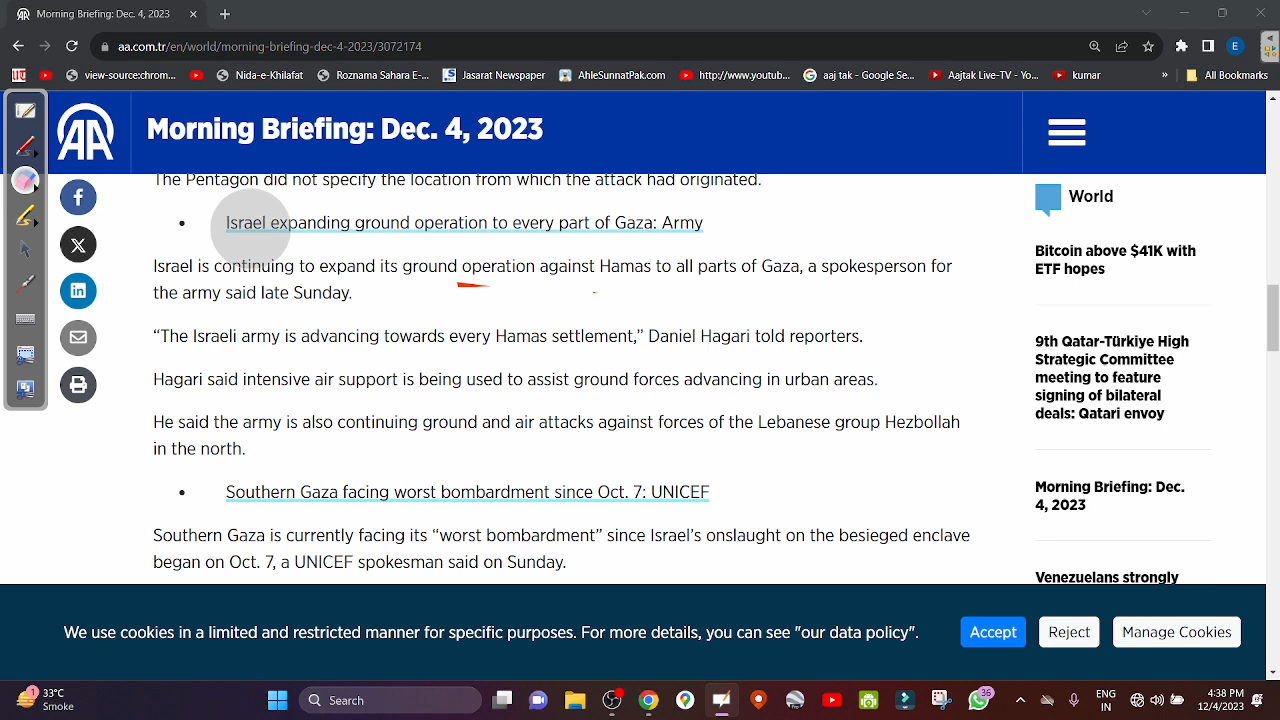 Morning Briefing: Dec. 4, 2023
aa.com.tr/en/world/morning-briefing-dec-4-2023/3072174
E
view-sourcechrom...
Nida-e-Khilafat
Rozqima Sahara E-...
Jassart Newspaper
AhleSunnatPak.com
http\www.youtub...
aaj tak - Google Se...
Aajtak Live-TV - Yo...
kumar
»
All Bookmarks
AA
Morning Briefing: Dec. 4, 2023
The Pentagon did not specify the location from which the attack had originated.
• Israel expanding ground operation to every part of Gaza: Army
Israel is continuing to expand its ground operation against Hamas to all parts of Gaza, a spokesperson for
the army said late Sunday.
“The Israeli army is advancing towards every Hamas settlement,” Daniel Hagari told reporters.
Hagari said intensive air support is being used to assist ground forces advancing in urban areas.
He said the army is also continuing ground and air attacks against forces of the Lebanese group Hezbollah
in the north.
• Southern Gaza facing worst bombardment since Oct. 7: UNICEF
Southern Gaza is currently facing its “worst bombardment” since Israel’s onslaught on the besieged enclave
began on Oct. 7, a UNICEF spokesman said on Sunday.
World
Bitcoin above $41K with
ETF hopes
9th Qatar-Türkiye High
Strategic Committee
meeting to feature
signing of bilateral
deals: Qatari envoy
Morning Briefing: Dec.
4, 2023
Venezuelans strongly
We use cookies in a limited and restricted manner for specific purposes. For more details, you can see "our data policy".
Accept
Reject
Manage Cookies
1
33°C
Smoke
Search
36
ENG
IN
4:38 PM
12/4/2023